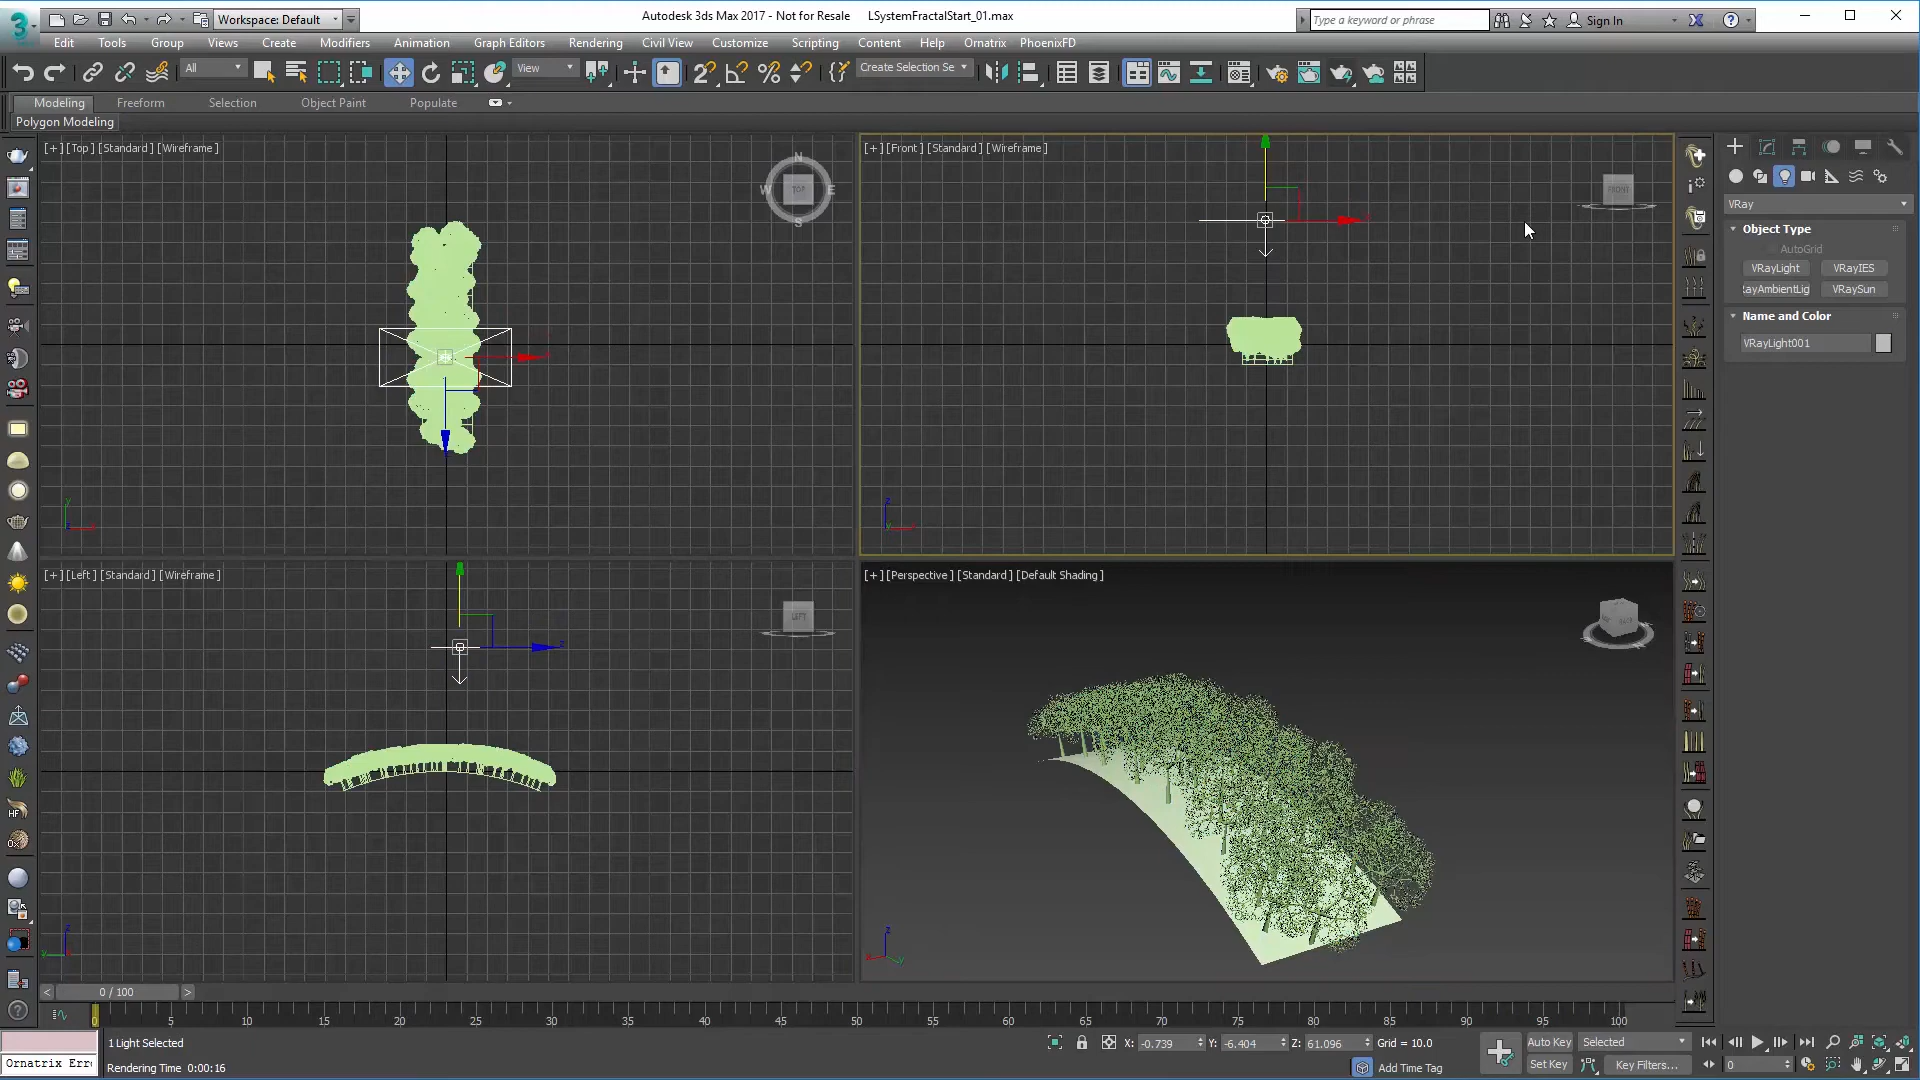 Workspace: Default
Autodesk 3ds Max 2017 - Not for Resale LSystemFractalStart_01.max
Type a keyword or phrase
Sign In
Edit Tools Group Views Create Modifiers Animation Graph Editors Rendering Civil View Customize Scripting Content Help Ornatrix PhoenixFD
All
View
Create Selection Se
Modeling Freeform Selection Object Paint Populate
Polygon Modeling
[+] [Top] [Standard] [Wireframe]
N
W TOP E
S
[+] [Front] [Standard] [Wireframe]
FRONT
[+] [Left] [Standard] [Wireframe]
LEFT
[+] [Perspective] [Standard] [Default Shading]
VRay
Object Type
AutoGrid
VRayLight VRayIES
RayAmbientLig VRaySun
Name and Color
VRayLight001
HF
< 0 / 100 >
0 5 10 15 20 25 30 35 40 45 50 55 60 65 70 75 80 85 90 95 100
1 Light Selected
X: -0.739 Y: -6.404 Z: 61.096 Grid = 10.0
Auto Key Selected
Ornatrix Err
Rendering Time 0:00:16
Add Time Tag
Set Key Key Filters... 0